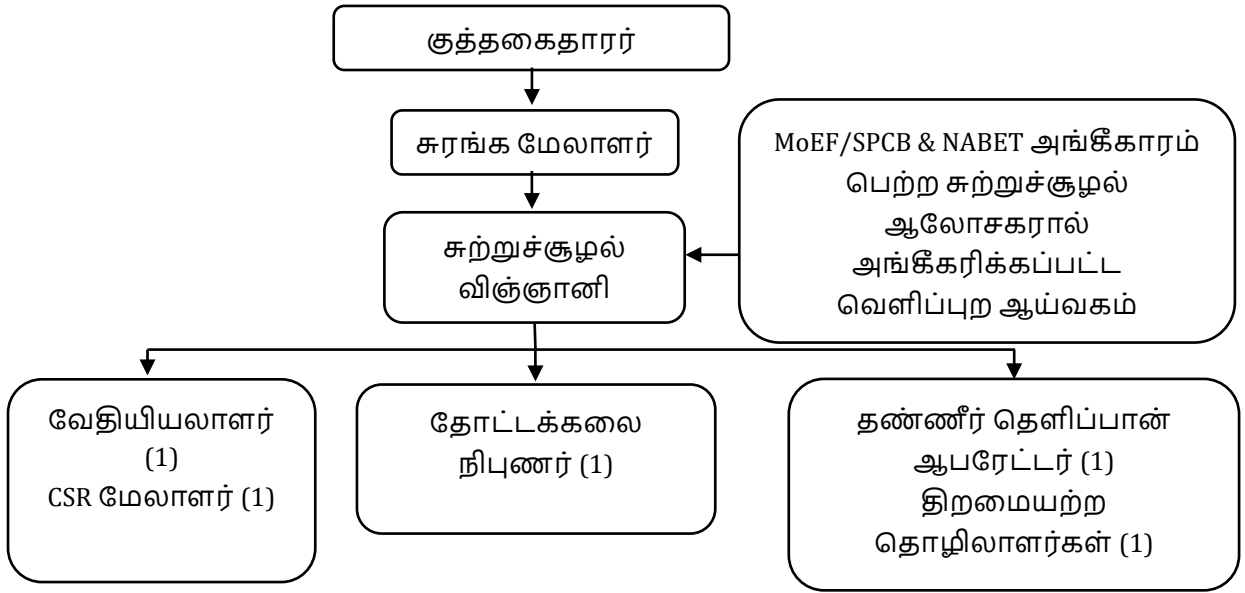 குத்தகைதாரர்
சுரங்க மேலாளர்
MoEF/SPCB & NABET அங்கீகாரம்
பெற்ற சுற்றுச்சூழல்
ஆலோசகரால்
அங்கீகரிக்கப்பட்ட
வெளிப்புற ஆய்வகம்
சுற்றுச்சூழல்
விஞ்ஞானி
வேதியியலாளர்
(1)
CSR மேலாளர் (1)
தோட்டக்கலை
நிபுணர் (1)
தண்ணீர் தெளிப்பான்
ஆபரேட்டர் (1)
திறமையற்ற
தொழிலாளர்கள் (1)